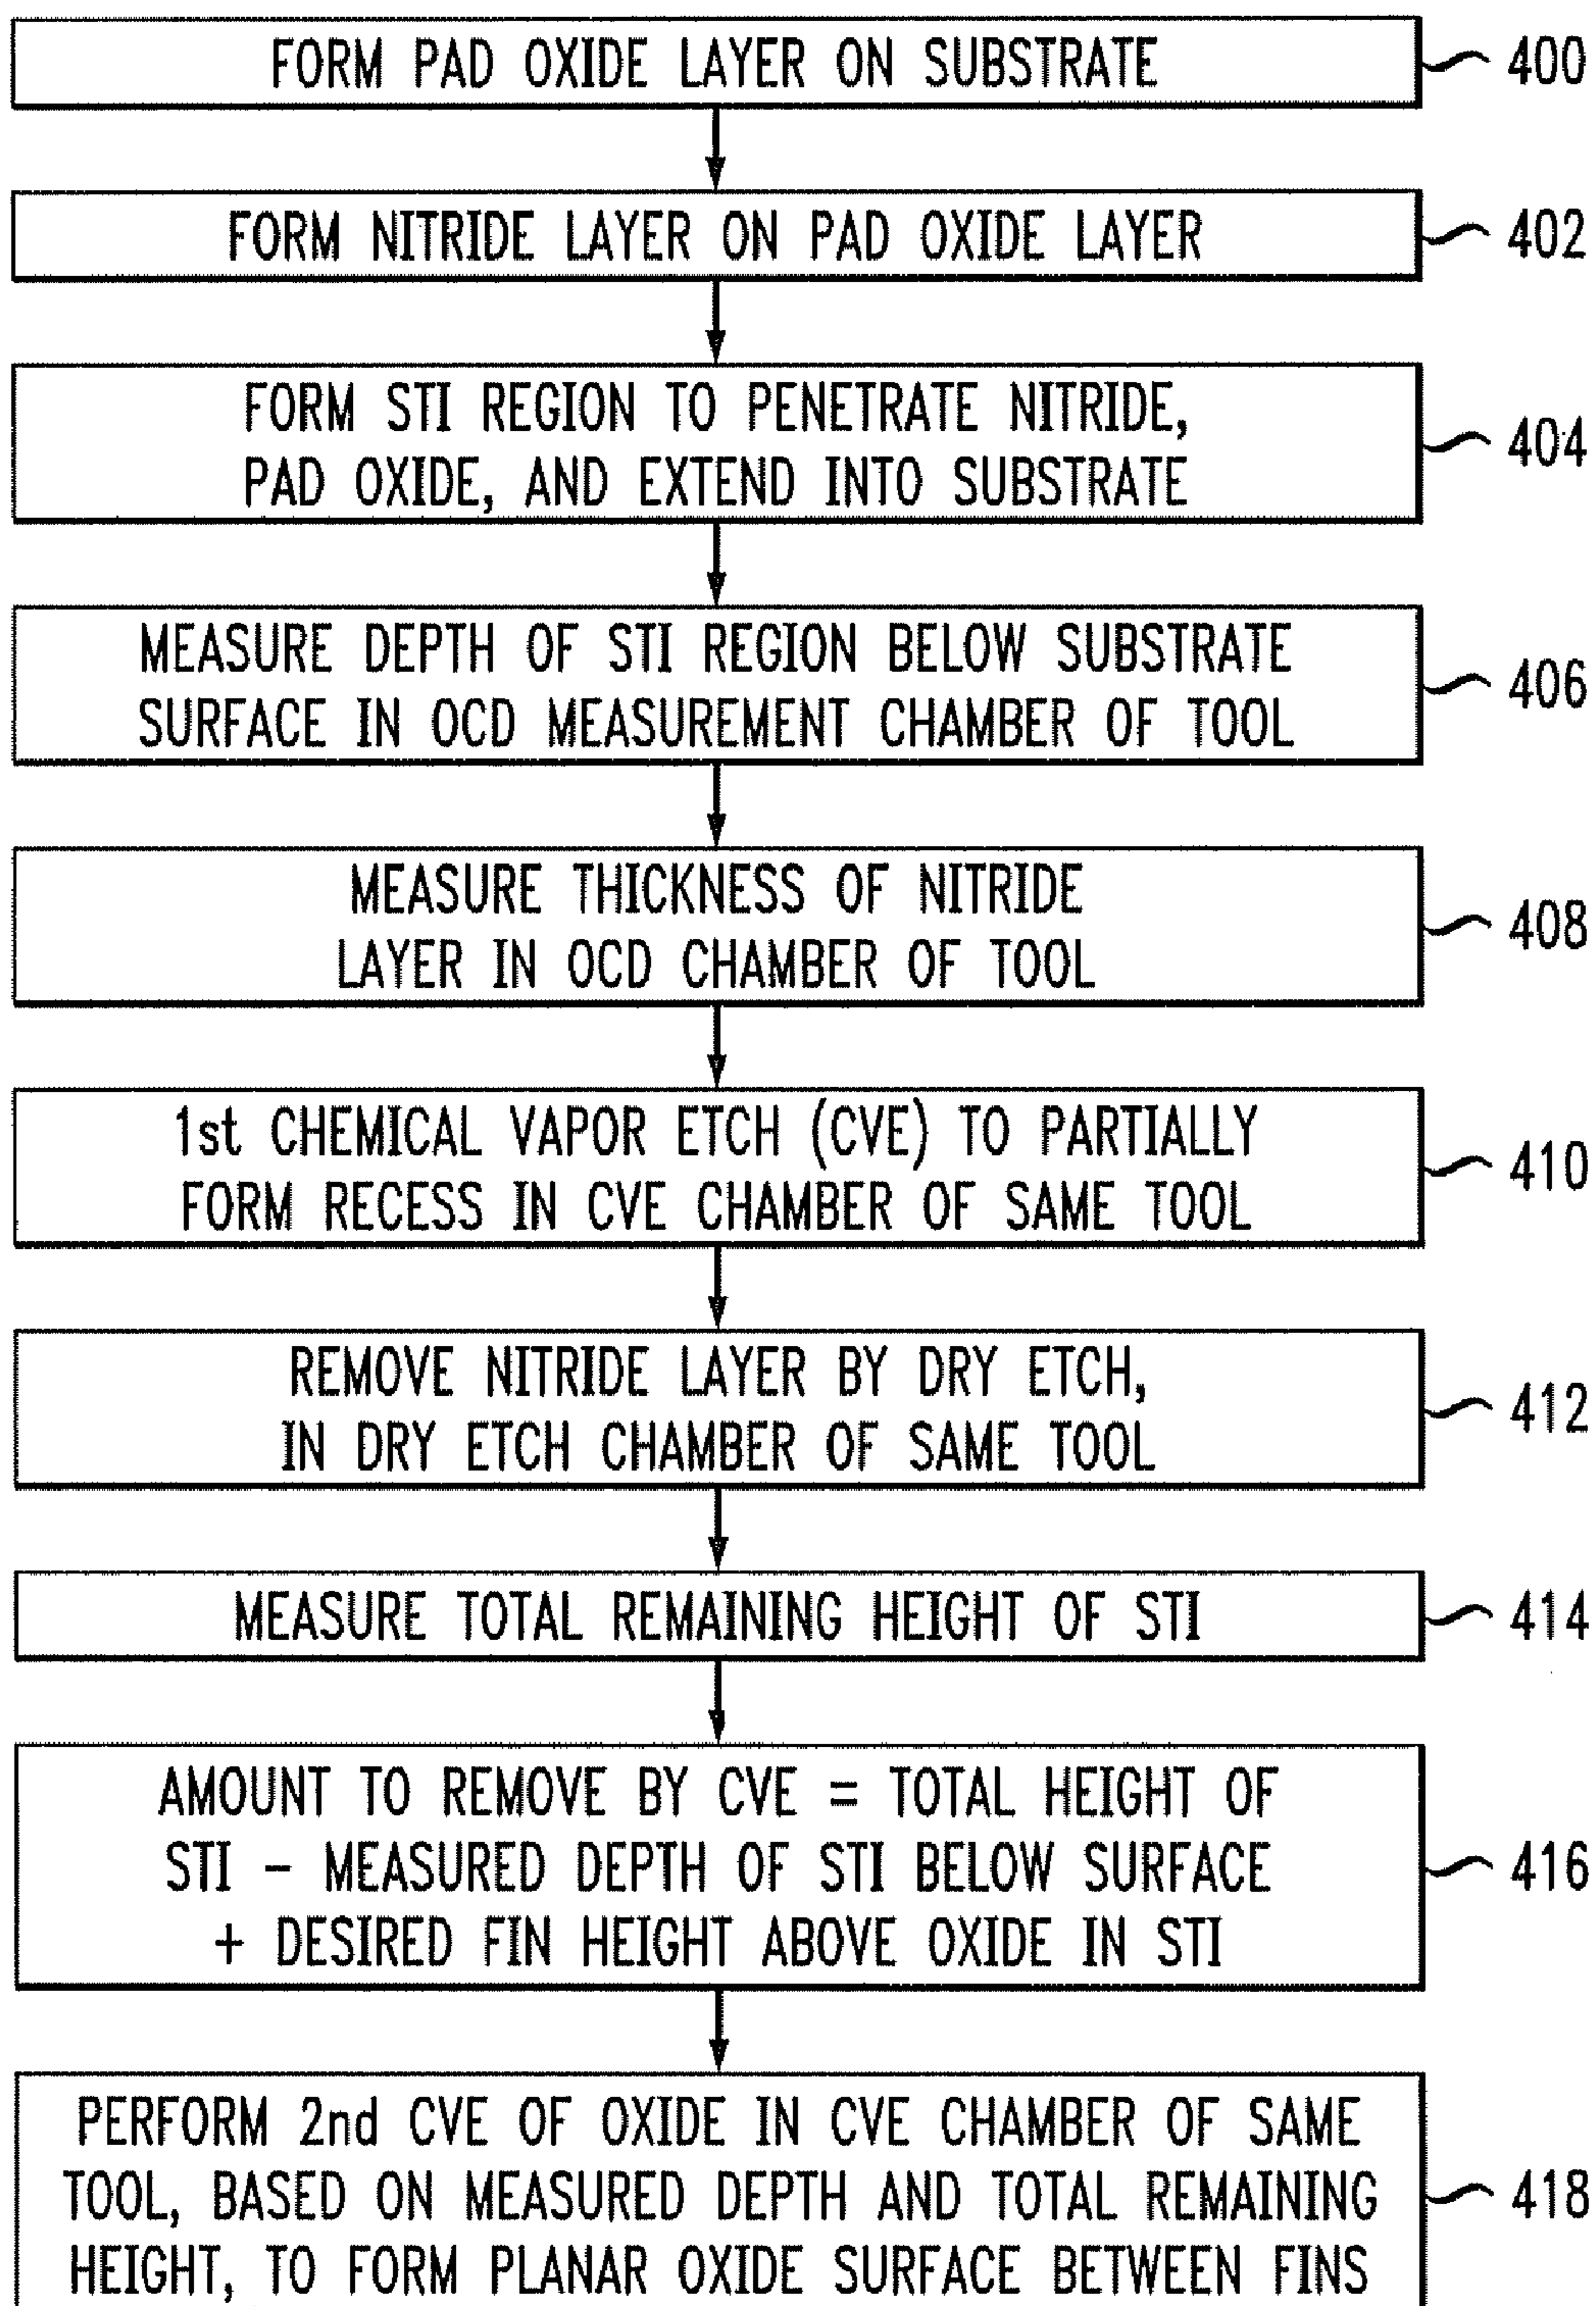 FORM PAD OXIDE LAYER ON SUBSTRATE
400
FORM NITRIDE LAYER ON PAD OXIDE LAYER
402
FORM STI REGION TO PENETRATE NITRIDE,
PAD OXIDE, AND EXTEND INTO SUBSTRATE
404
MEASURE DEPTH OF STI REGION BELOW SUBSTRATE
SURFACE IN OCD MEASUREMENT CHAMBER OF TOOL
406
MEASURE THICKNESS OF NITRIDE
LAYER IN OCD CHAMBER OF TOOL
408
1st CHEMICAL VAPOR ETCH (CVE) TO PARTIALLY
FORM RECESS IN CVE CHAMBER OF SAME TOOL
410
REMOVE NITRIDE LAYER BY DRY ETCH,
IN DRY ETCH CHAMBER OF SAME TOOL
412
MEASURE TOTAL REMAINING HEIGHT OF STI
414
AMOUNT TO REMOVE BY CVE = TOTAL HEIGHT OF
STI - MEASURED DEPTH OF STI BELOW SURFACE
+ DESIRED FIN HEIGHT ABOVE OXIDE IN STI
416
PERFORM 2nd CVE OF OXIDE IN CVE CHAMBER OF SAME
TOOL, BASED ON MEASURED DEPTH AND TOTAL REMAINING
HEIGHT, TO FORM PLANAR OXIDE SURFACE BETWEEN FINS
418